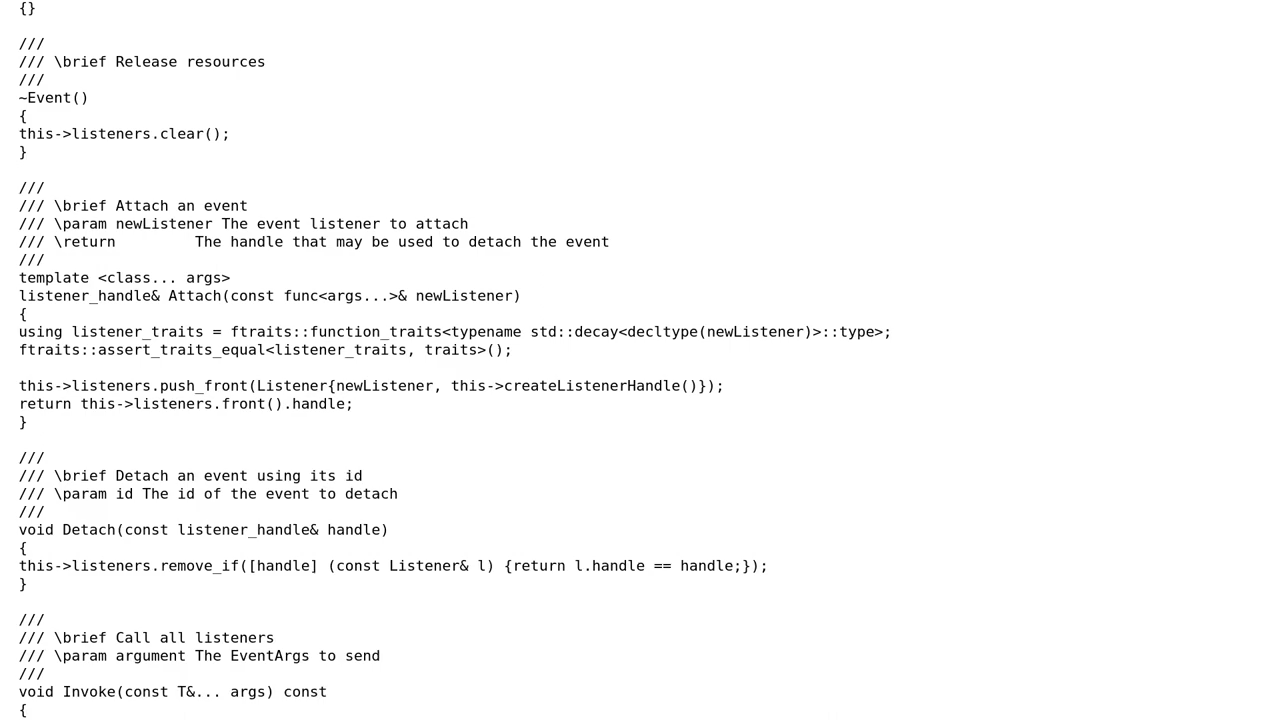 {}

///
/// \brief Release resources
///
~Event()
{
this->listeners.clear();
}

///
/// \brief Attach an event
/// \param newListener The event listener to attach
/// \return         The handle that may be used to detach the event
///
template <class... args>
listener_handle& Attach(const func<args...>& newListener)
{
using listener_traits = ftraits::function_traits<typename std::decay<decltype(newListener)>::type>;
ftraits::assert_traits_equal<listener_traits, traits>();

this->listeners.push_front(Listener{newListener, this->createListenerHandle()});
return this->listeners.front().handle;
}

///
/// \brief Detach an event using its id
/// \param id The id of the event to detach
///
void Detach(const listener_handle& handle)
{
this->listeners.remove_if([handle] (const Listener& l) {return l.handle == handle;});
}

///
/// \brief Call all listeners
/// \param argument The EventArgs to send
///
void Invoke(const T&... args) const
{